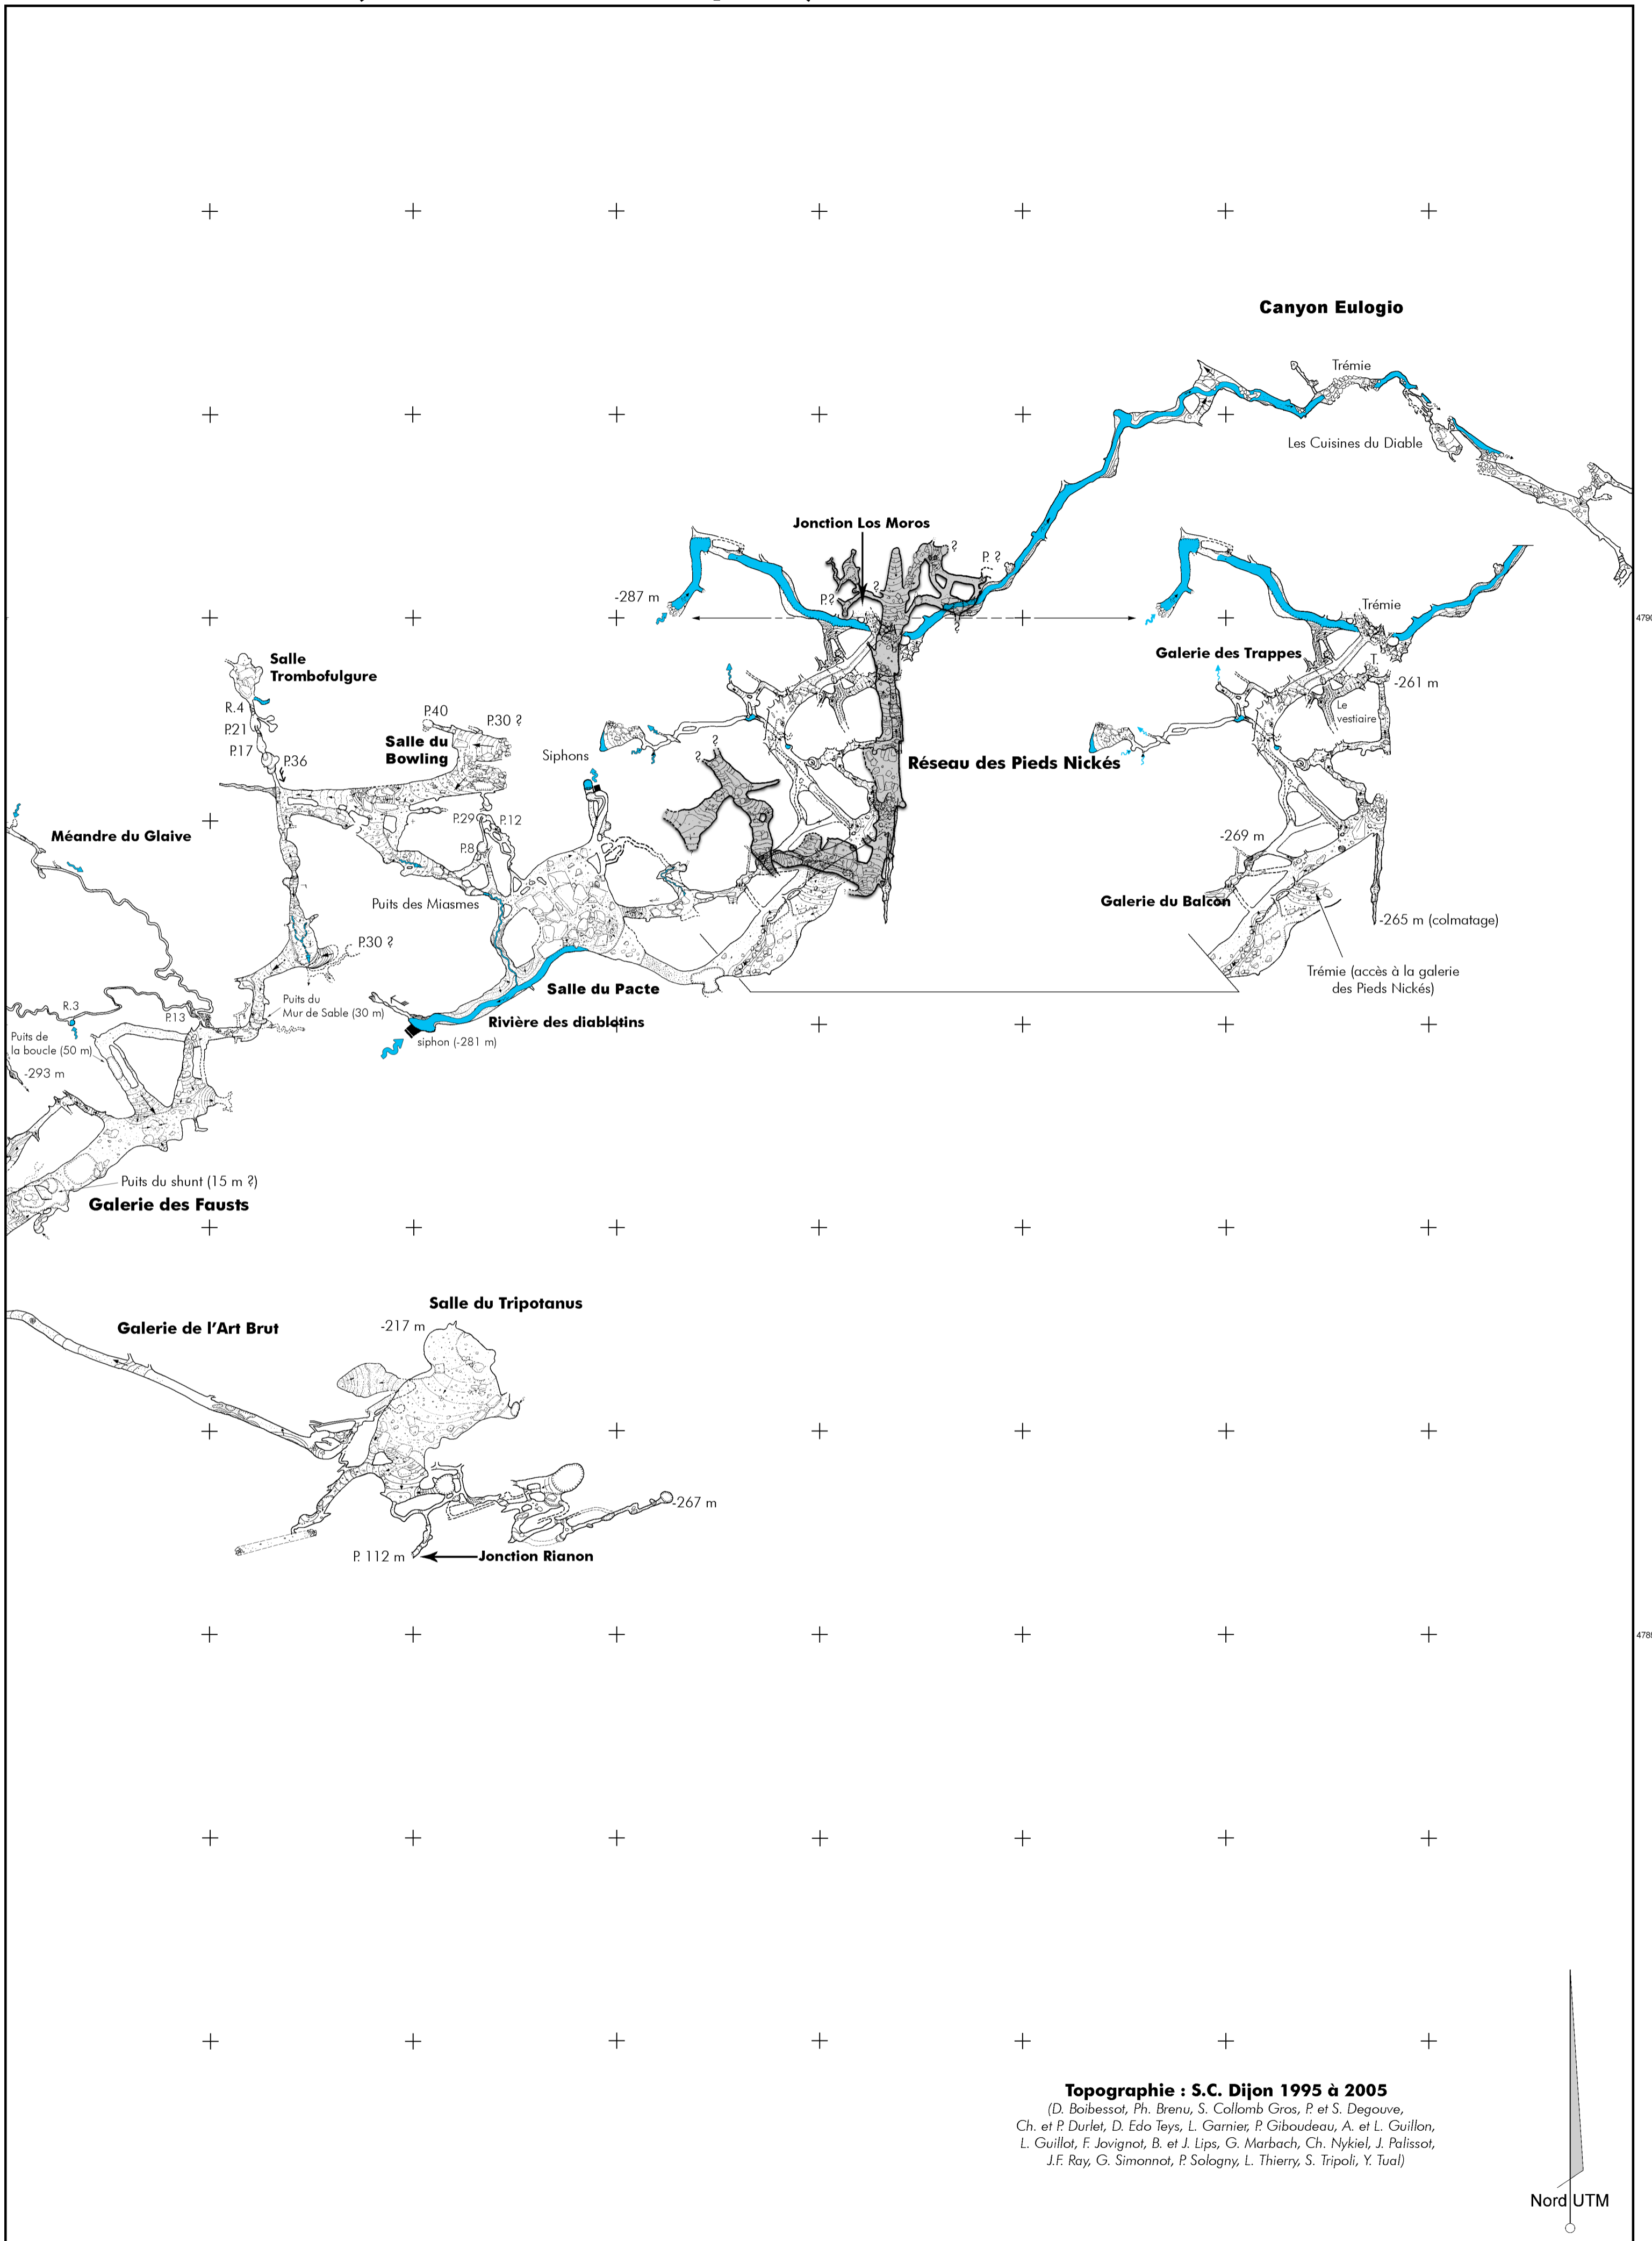 Canyon Eulogio
Trémie
Les Cuisines du Diable
Jonction Los Moros
?
P. ?
?
P.?
?
-287 m
Trémie
Galerie des Trappes
T.
-261 m
Le
vestiaire
Salle
Trombofulgure
R.4
P.21
P.17
P.36
P.40
P.30 ?
Salle du
Bowling
Siphons
?
?
Réseau des Pieds Nickés
P.29
P.12
P.8
Méandre du Glaive
-269 m
Puits des Miasmes
Galerie du Balcon
-265 m (colmatage)
P.30 ?
Trémie (accès à la galerie
des Pieds Nickés)
Salle du Pacte
Puits du
Mur de Sable (30 m)
R.3
P.13
Rivière des diablotins
siphon (-281 m)
Puits de
la boucle (50 m)
-293 m
Puits du shunt (15 m ?)
Galerie des Fausts
Salle du Tripotanus
Galerie de l'Art Brut
-217 m
-267 m
P. 112 m
Jonction Rianon
Topographie : S.C. Dijon 1995 à 2005
(D. Boibessot, Ph. Brenu, S. Collomb Gros, P. et S. Degouve,
Ch. et P. Durlet, D. Edo Teys, L. Garnier, P. Giboudeau, A. et L. Guillon,
L. Guillot, F. Jovignot, B. et J. Lips, G. Marbach, Ch. Nykiel, J. Palissot,
J.F. Ray, G. Simonnot, P. Sologny, L. Thierry, S. Tripoli, Y. Tual)
Nord UTM